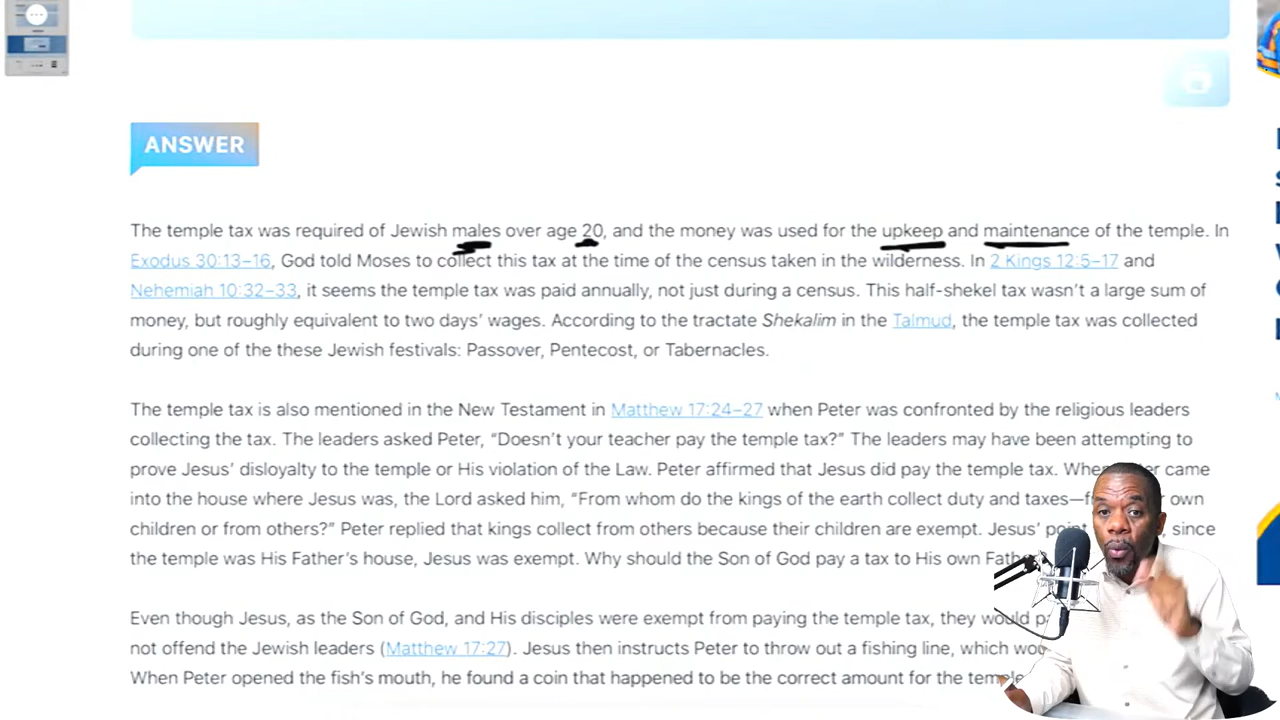 ANSWER
The temple tax was required of Jewish males over age 20, and the money was used for the upkeep and maintenance of the temple. In
Exodus 30:13–16, God told Moses to collect this tax at the time of the census taken in the wilderness. In 2 Kings 12:5–17 and
Nehemiah 10:32–33, it seems the temple tax was paid annually, not just during a census. This half-shekel tax wasn't a large sum of
money, but roughly equivalent to two days' wages. According to the tractate Shekalim in the Talmud, the temple tax was collected
during one of the these Jewish festivals: Passover, Pentecost, or Tabernacles.
The temple tax is also mentioned in the New Testament in Matthew 17:24–27 when Peter was confronted by the religious leaders
collecting the tax. The leaders asked Peter, “Doesn't your teacher pay the temple tax?” The leaders may have been attempting to
prove Jesus' disloyalty to the temple or His violation of the Law. Peter affirmed that Jesus did pay the temple tax. When came
into the house where Jesus was, the Lord asked him, “From whom do the kings of the earth collect duty and taxes— own
children or from others?” Peter replied that kings collect from others because their children are exempt. Jesus' point , since
the temple was His Father's house, Jesus was exempt. Why should the Son of God pay a tax to His own
Even though Jesus, as the Son of God, and His disciples were exempt from paying the temple tax, they would
not offend the Jewish leaders (Matthew 17:27). Jesus then instructs Peter to throw out a fishing line, which
When Peter opened the fish's mouth, he found a coin that happened to be the correct amount for the